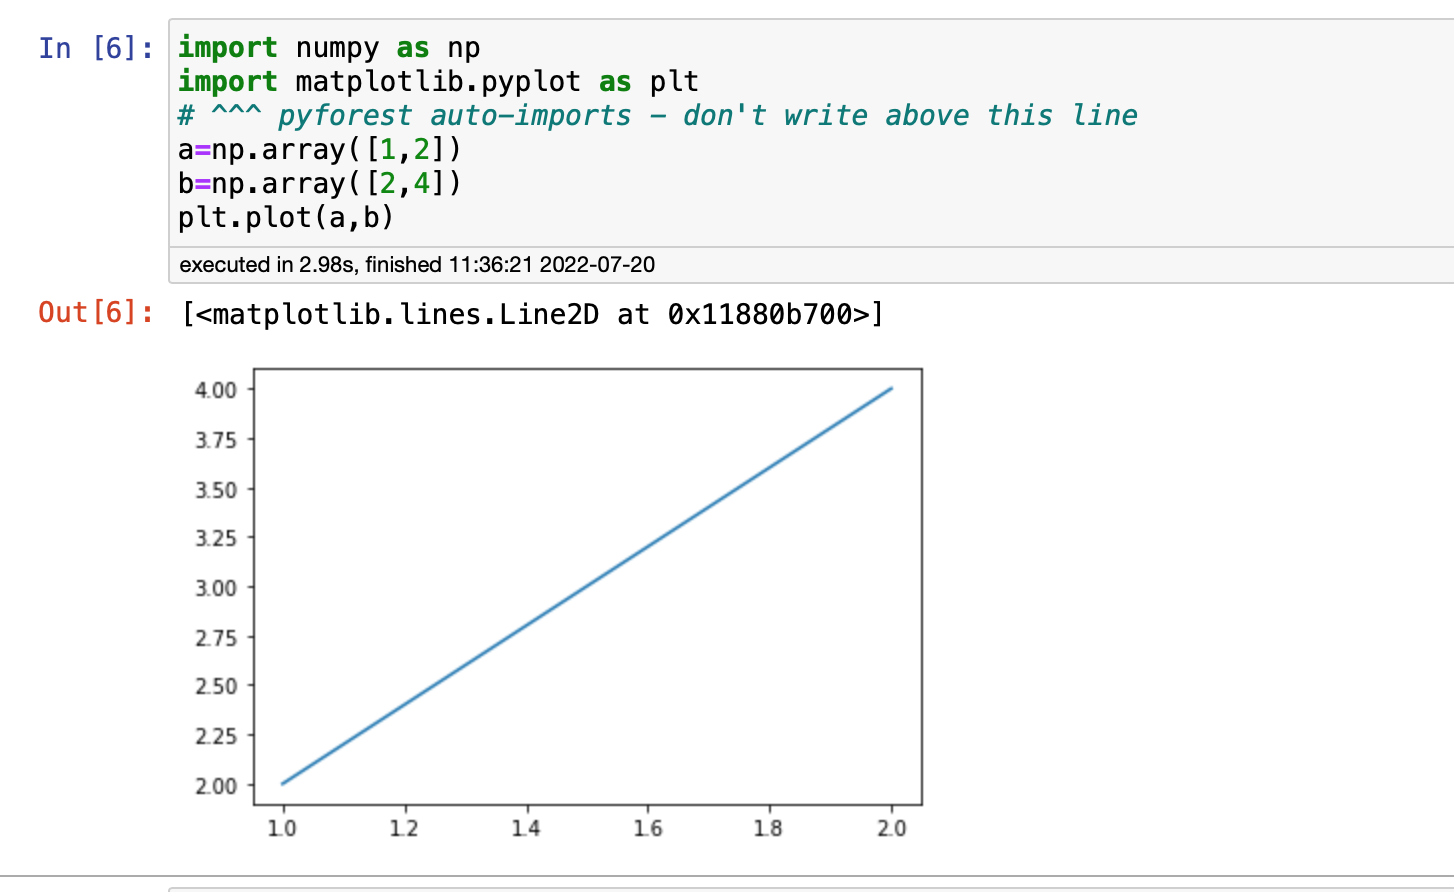 In [6]:
import numpy as np
import matplotlib.pyplot as plt
# ^^^ pyforest auto-imports - don't write above this line
a=np.array([1,2])
b=np.array([2,4])
plt.plot(a,b)
executed in 2.98s, finished 11:36:21 2022-07-20
Out[6]: [<matplotlib.lines.Line2D at 0x11880b700>]
4.00
3.75
3.50
3.25
3.00
2.75
2.50
2.25
2.00
1.0 1.2 1.4 1.6 1.8 2.0